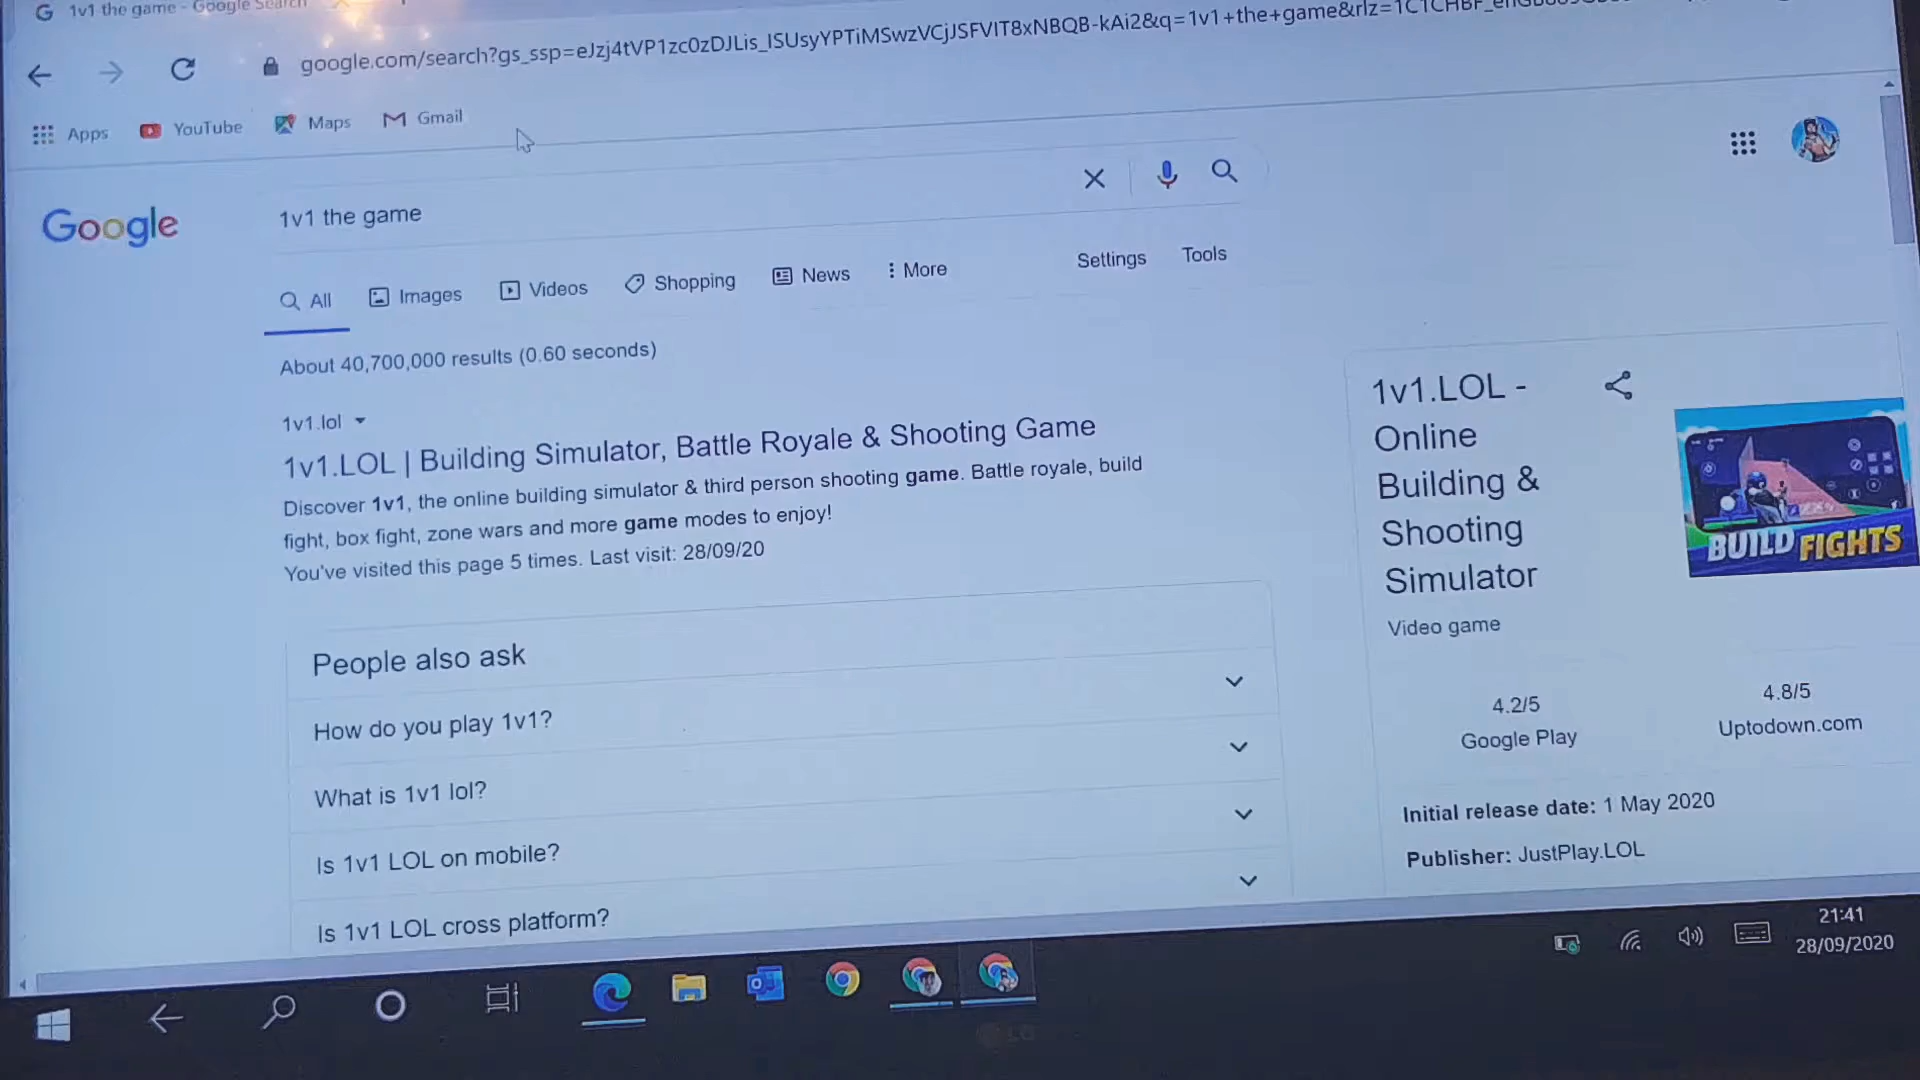 1v1 the game - Google Search
google.com/search?gs_ssp=eJzj4tVP1zc0zDJLis_ISUsyYPTiMSwzVCjJSFVIT8xNBQB-kAi2&q=1v1+the+game&rlz=1C1CHBF_enGB
Apps YouTube Maps Gmail
Google
1v1 the game
All Images Videos Shopping News More Settings Tools
About 40,700,000 results (0.60 seconds)
1v1.lol
1v1.LOL | Building Simulator, Battle Royale & Shooting Game
Discover 1v1, the online building simulator & third person shooting game. Battle royale, build
fight, box fight, zone wars and more game modes to enjoy!
You've visited this page 5 times. Last visit: 28/09/20
People also ask
How do you play 1v1?
What is 1v1 lol?
Is 1v1 LOL on mobile?
Is 1v1 LOL cross platform?
1v1.LOL -
Online
Building &
Shooting
Simulator
BUILD FIGHTS
Video game
4.2/5
Google Play
4.8/5
Uptodown.com
Initial release date: 1 May 2020
Publisher: JustPlay.LOL
21:41
28/09/2020
LG